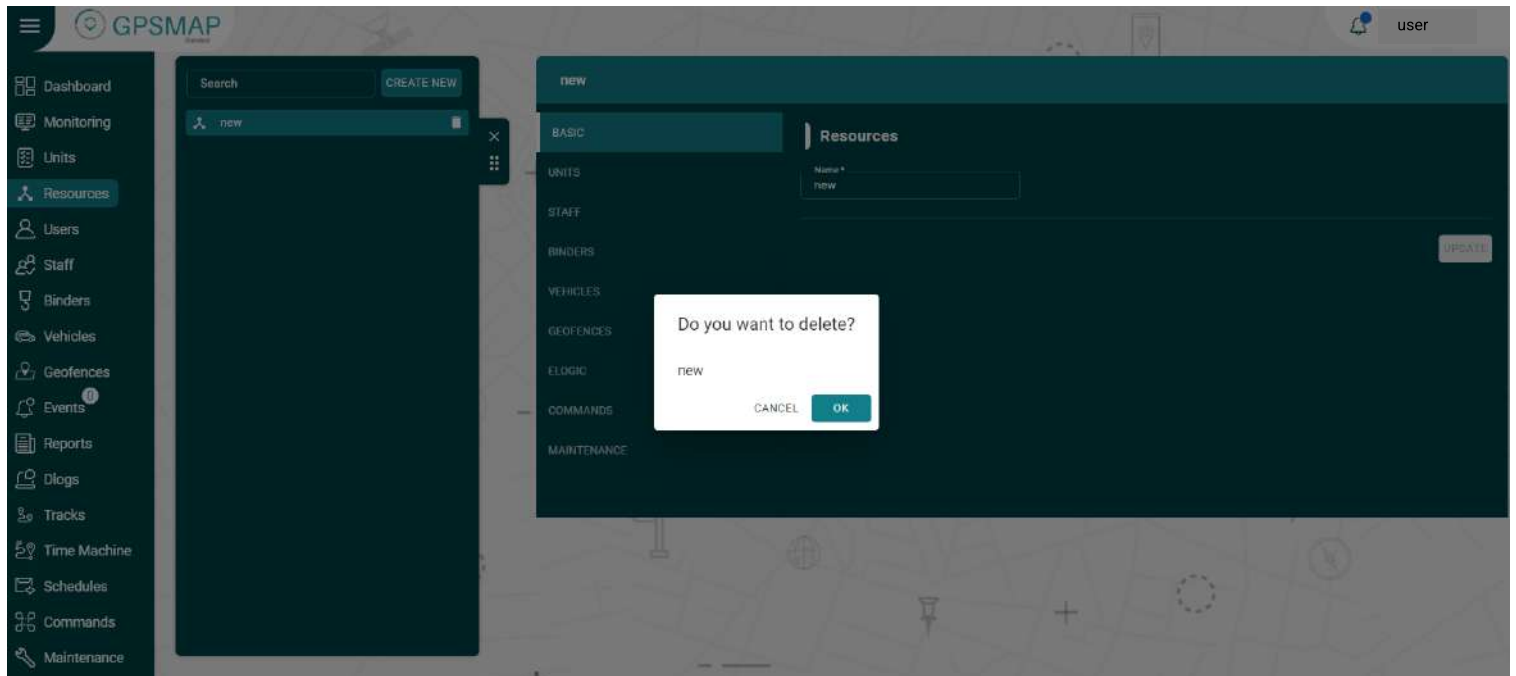 GPSMAP
user
Dashboard
Monitoring
Units
Resources
Users
Staff
Binders
Vehicles
Geofences
Events
0
Reports
Dlogs
Tracks
Time Machine
Schedules
Commands
Maintenance
Search
CREATE NEW
new
new
BASIC
UNITS
STAFF
BINDERS
VEHICLES
GEOFENCES
ELOGIC
COMMANDS
MAINTENANCE
Resources
Name *
new
UPDATE
Do you want to delete?
new
CANCEL OK